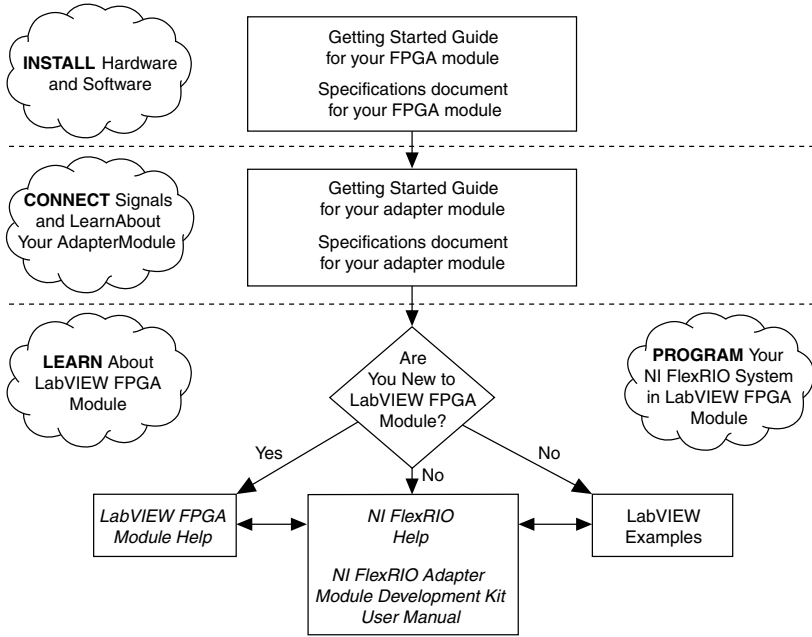 INSTALL Hardware
and Software
Getting Started Guide
for your FPGA module
Specifications document
for your FPGA module
CONNECT Signals
and LearnAbout
Your AdapterModule
Getting Started Guide
for your adapter module
Specifications document
for your adapter module
LEARN About
LabVIEW FPGA
Module
Are
You New to
LabVIEW FPGA
Module?
PROGRAM Your
NI FlexRIO System
in LabVIEW FPGA
Module
Yes
No
No
LabVIEW FPGA
Module Help
NI FlexRIO
Help
NI FlexRIO Adapter
Module Development Kit
User Manual
LabVIEW
Examples